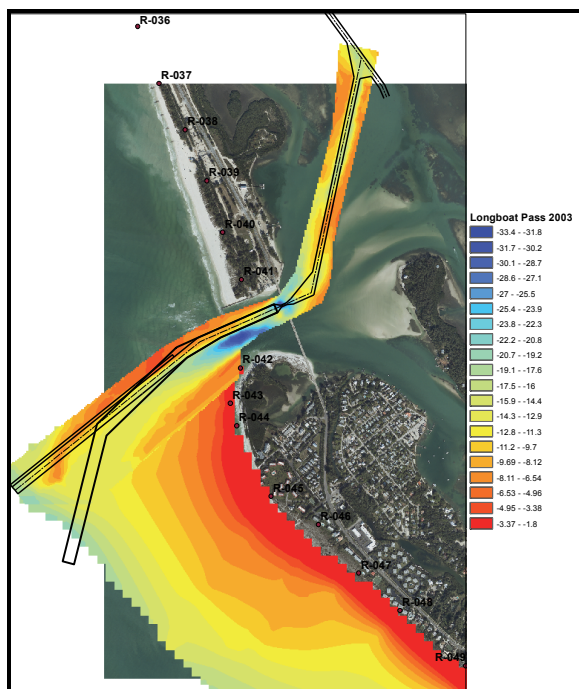 R-036
R-037
R-038
R-039
R-040
R-041
R-042
R-043
R-044
R-045
R-046
R-047
R-048
R-049
Longboat Pass 2003
-33.4 - -31.8
-31.7 - -30.2
-30.1 - -28.7
-28.6 - -27.1
-27 - -25.5
-25.4 - -23.9
-23.8 - -22.3
-22.2 - -20.8
-20.7 - -19.2
-19.1 - -17.6
-17.5 - -16
-15.9 - -14.4
-14.3 - -12.9
-12.8 - -11.3
-11.2 - -9.7
-9.69 - -8.12
-8.11 - -6.54
-6.53 - -4.96
-4.95 - -3.38
-3.37 - -1.8